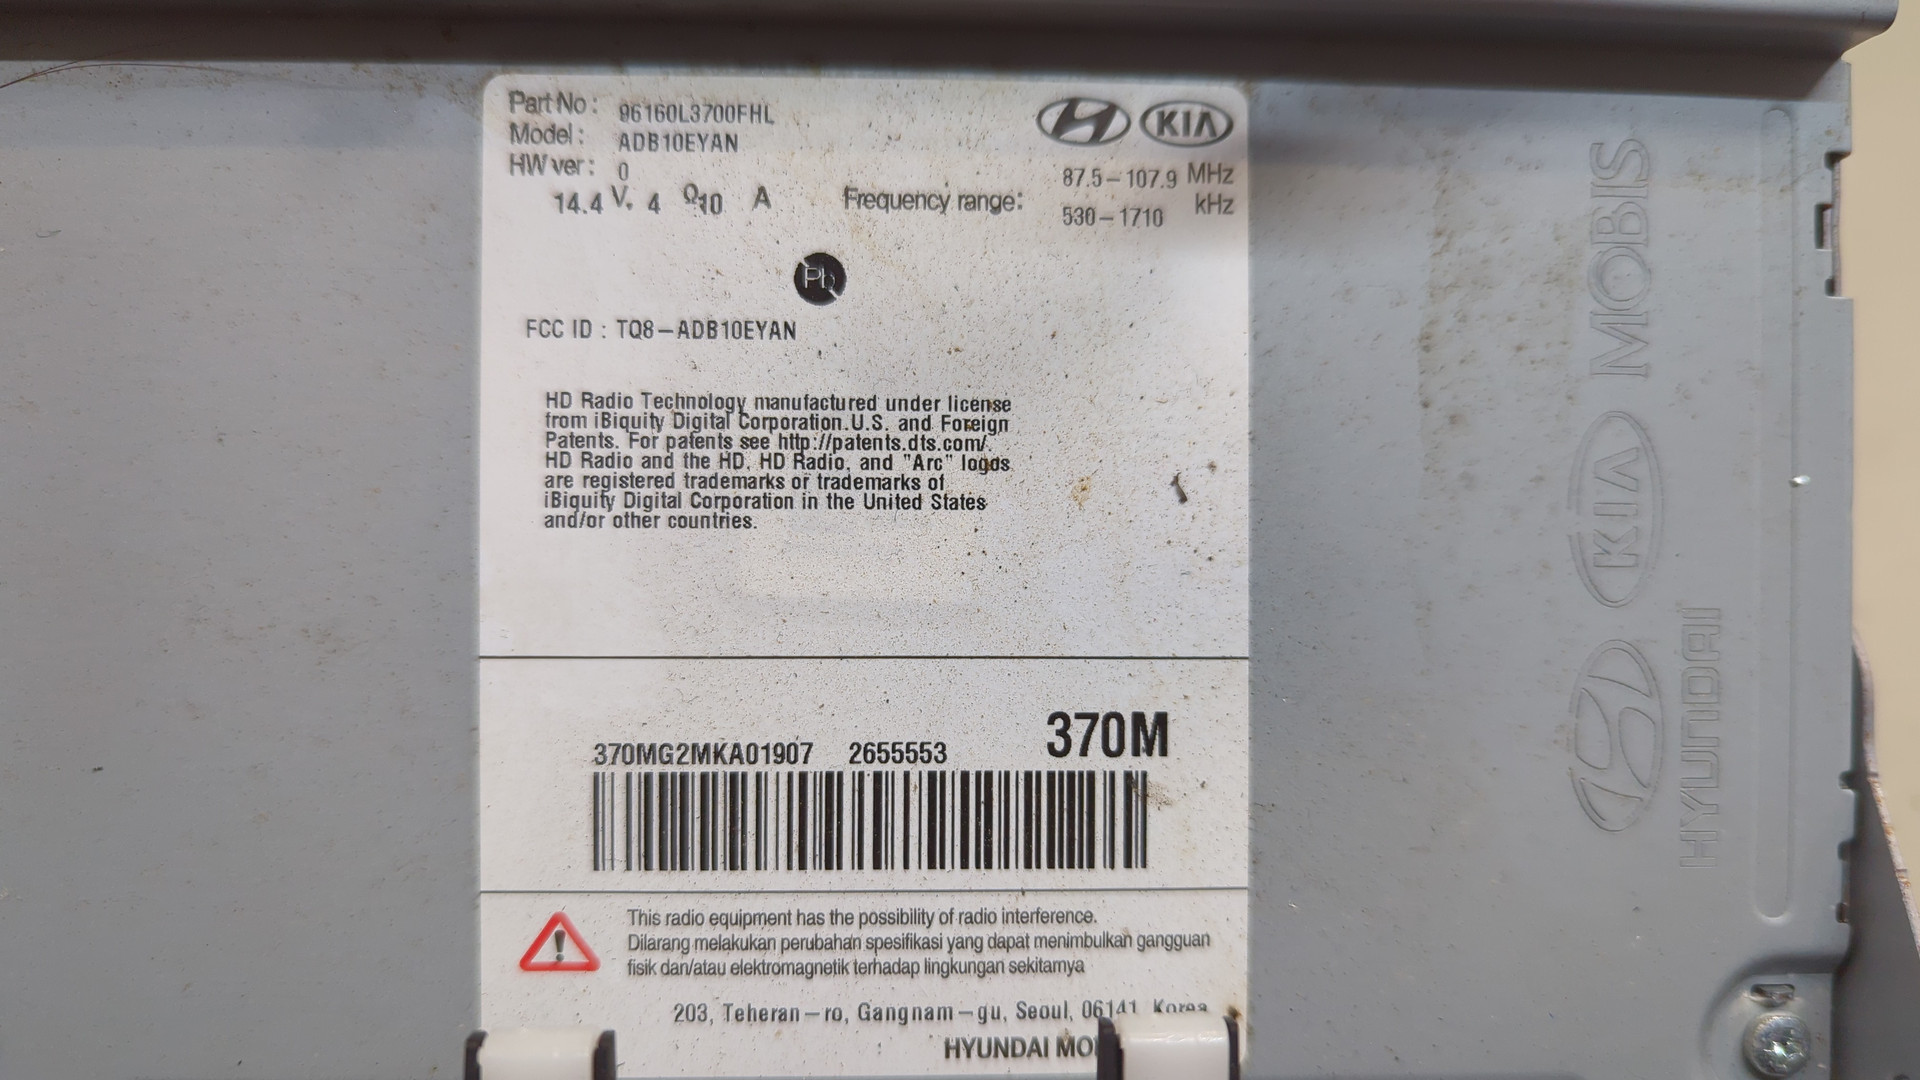 Part No : 96160L3700FHL
Model : ADB10EYAN
HW ver : 0
14.4 V, 4 Ω 10 A
KIA
Frequency range: 87.5-107.9 MHz
530-1710 kHz
Pb
FCC ID : TQ8-ADB10EYAN
HD Radio Technology manufactured under license
from iBiquity Digital Corporation.U.S. and Foreign
Patents. For patents see http://patents.dts.com/.
HD Radio and the HD, HD Radio, and "Arc" logos
are registered trademarks or trademarks of
iBiquity Digital Corporation in the United States
and/or other countries.
370MG2MKA01907 2655553
370M
This radio equipment has the possibility of radio interference.
Dilarang melakukan perubahan spesifikasi yang dapat menimbulkan gangguan
fisik dan/atau elektromagnetik terhadap lingkungan sekitarnya
203, Teheran-ro, Gangnam-gu, Seoul, 06141, Korea
HYUNDAI
HYUNDAI
KIA
MOBIS